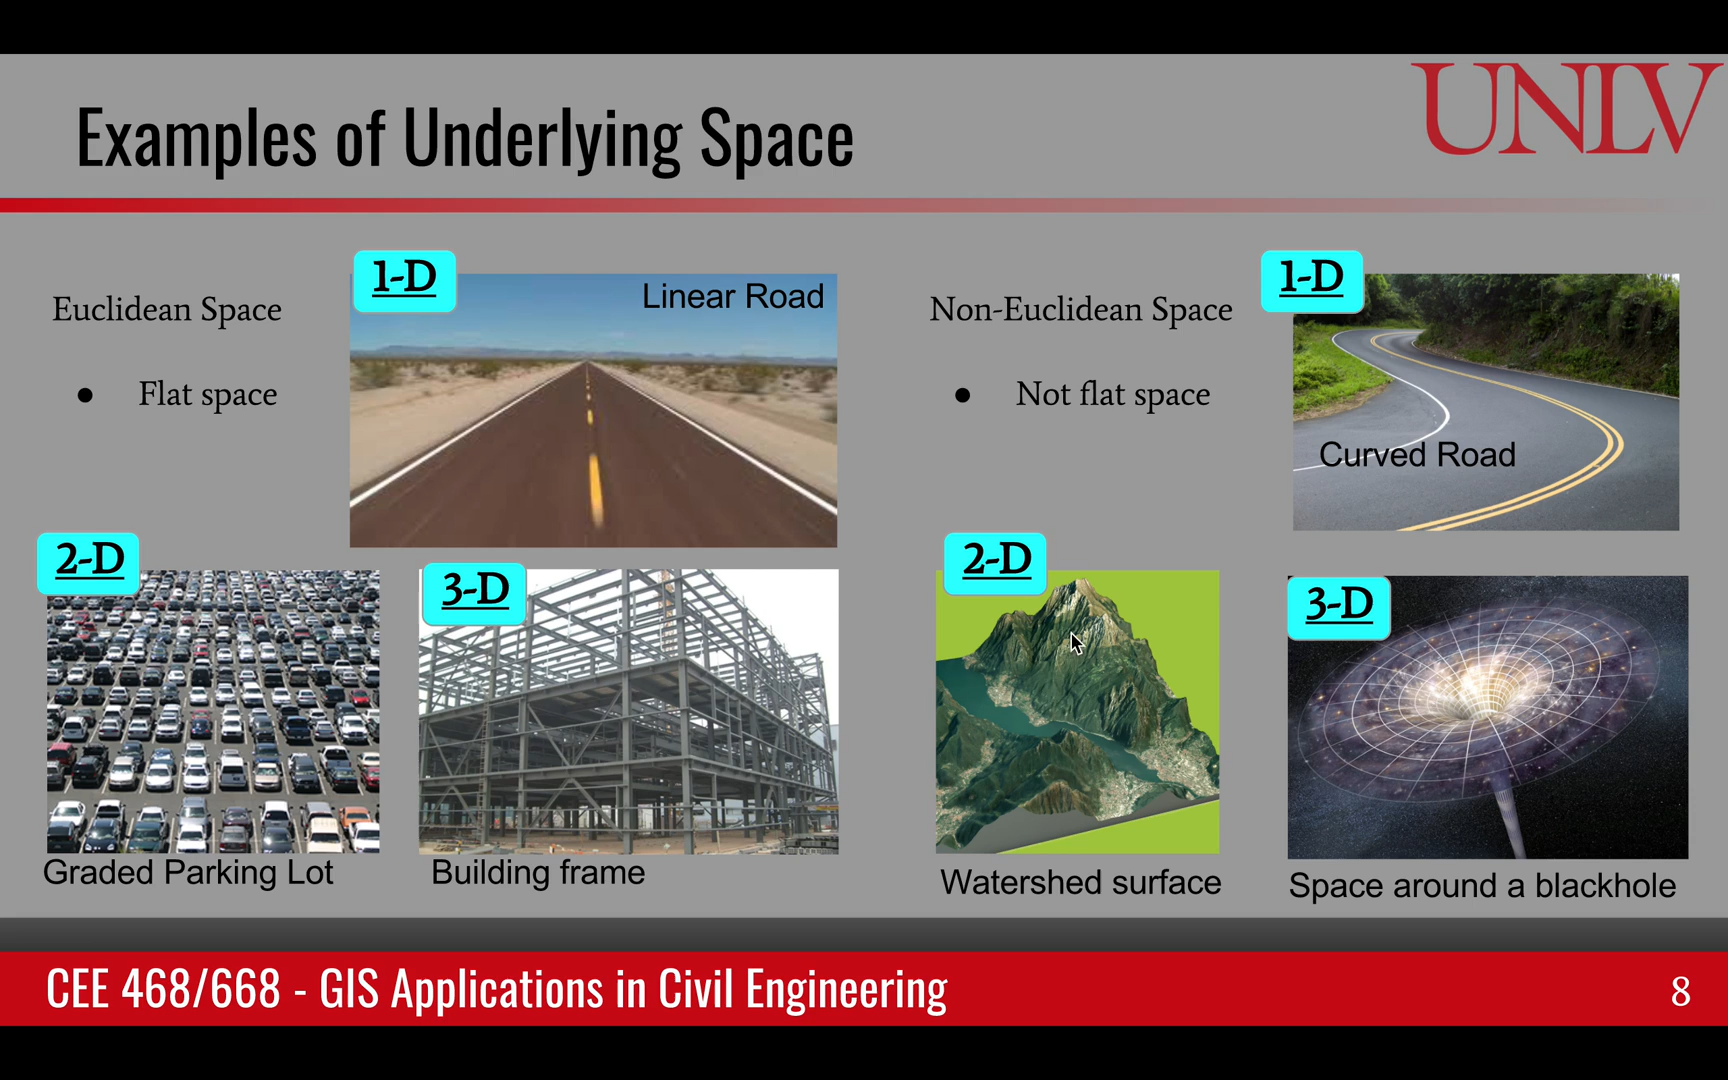 UNLV
Examples of Underlying Space
Euclidean Space
● Flat space
1-D
Linear Road
2-D
Graded Parking Lot
3-D
Building frame
Non-Euclidean Space
● Not flat space
1-D
Curved Road
2-D
Watershed surface
3-D
Space around a blackhole
CEE 468/668 - GIS Applications in Civil Engineering
8